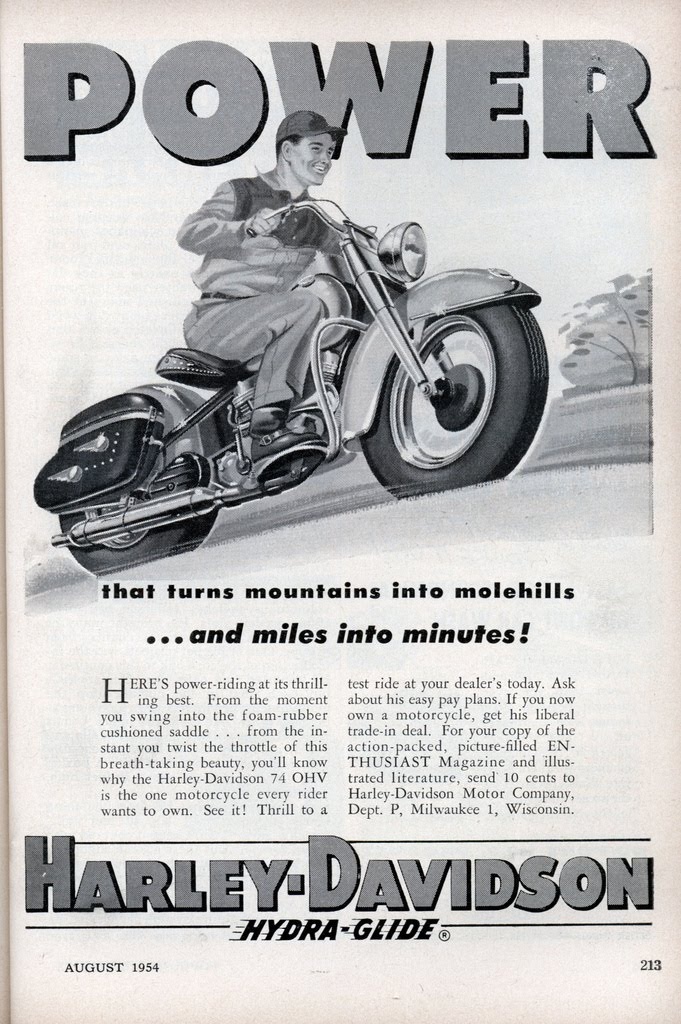 POWER
that turns mountains into molehills
...and miles into minutes!
HERE'S power-riding at its thrill-
ing best. From the moment
you swing into the foam-rubber
cushioned saddle . . . from the in-
stant you twist the throttle of this
breath-taking beauty, you'll know
why the Harley-Davidson 74 OHV
is the one motorcycle every rider
wants to own. See it! Thrill to a
test ride at your dealer's today. Ask
about his easy pay plans. If you now
own a motorcycle, get his liberal
trade-in deal. For your copy of the
action-packed, picture-filled EN-
THUSIAST Magazine and illus-
trated literature, send 10 cents to
Harley-Davidson Motor Company,
Dept. P, Milwaukee 1, Wisconsin.
HARLEY-DAVIDSON
HYDRA-GLIDE ®
AUGUST 1954
213